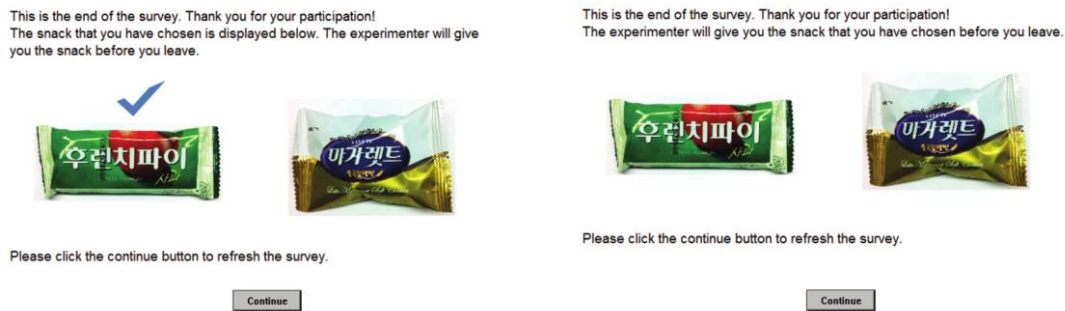 This is the end of the survey. Thank you for your participation!
The snack that you have chosen is displayed below. The experimenter will give
you the snack before you leave.
후렌치파이
사과
마가렛트
Please click the continue button to refresh the survey.
Continue
This is the end of the survey. Thank you for your participation!
The experimenter will give you the snack that you have chosen before you leave.
후렌치파이
사과
마가렛트
Please click the continue button to refresh the survey.
Continue